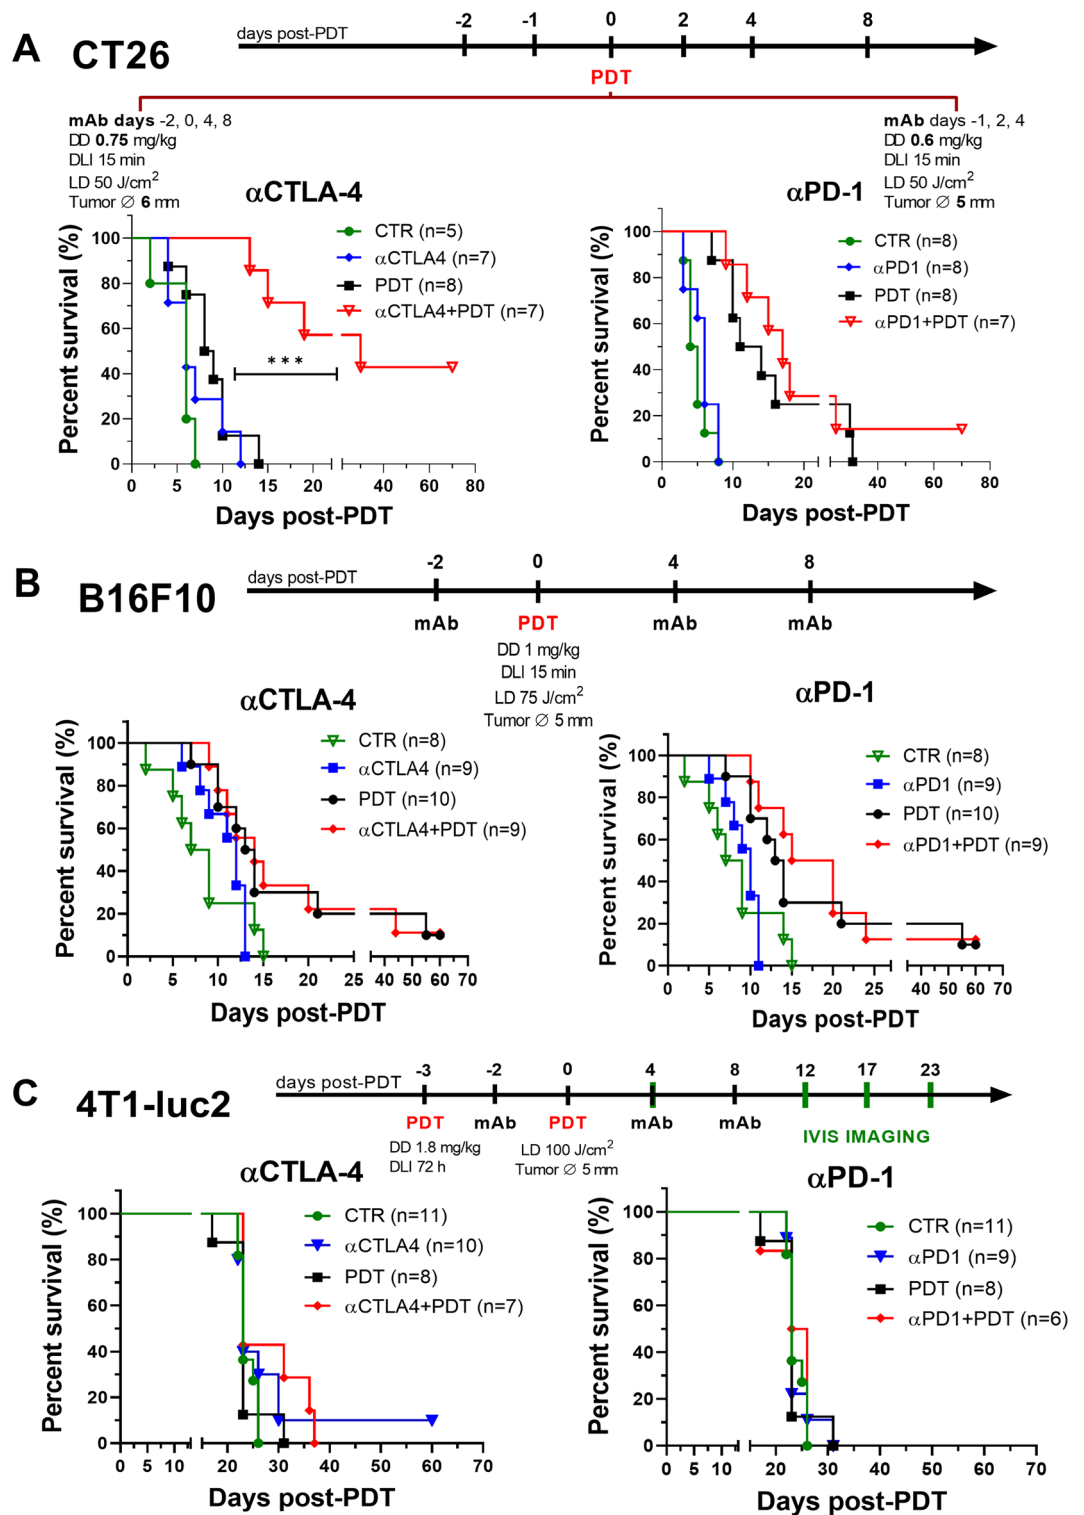 A
CT26
days post-PDT
-2 -1 0 2 4 8
PDT
mAb days -2, 0, 4, 8
DD 0.75 mg/kg
DLI 15 min
LD 50 J/cm²
Tumor ∅ 6 mm
mAb days -1, 2, 4
DD 0.6 mg/kg
DLI 15 min
LD 50 J/cm²
Tumor ∅ 5 mm
αCTLA-4
Percent survival (%)
100
80
60
40
20
0
CTR (n=5)
αCTLA4 (n=7)
PDT (n=8)
αCTLA4+PDT (n=7)
***
0 5 10 15 20 40 60 80
Days post-PDT
αPD-1
Percent survival (%)
100
80
60
40
20
0
CTR (n=8)
αPD1 (n=8)
PDT (n=8)
αPD1+PDT (n=7)
0 10 20 40 60 80
Days post-PDT
B
B16F10
days post-PDT
-2 0 4 8
mAb PDT mAb mAb
DD 1 mg/kg
DLI 15 min
LD 75 J/cm²
Tumor ∅ 5 mm
αCTLA-4
Percent survival (%)
100
80
60
40
20
0
CTR (n=8)
αCTLA4 (n=9)
PDT (n=10)
αCTLA4+PDT (n=9)
0 5 10 15 20 25 40 50 60 70
Days post-PDT
αPD-1
Percent survival (%)
100
80
60
40
20
0
CTR (n=8)
αPD1 (n=9)
PDT (n=10)
αPD1+PDT (n=9)
0 5 10 15 20 25 40 50 60 70
Days post-PDT
C
4T1-luc2
days post-PDT
-3 -2 0 4 8 12 17 23
PDT mAb PDT mAb mAb
IVIS IMAGING
DD 1.8 mg/kg
DLI 72 h
LD 100 J/cm²
Tumor ∅ 5 mm
αCTLA-4
Percent survival (%)
100
80
60
40
20
0
CTR (n=11)
αCTLA4 (n=10)
PDT (n=8)
αCTLA4+PDT (n=7)
0 5 10 20 30 40 50 60 70
Days post-PDT
αPD-1
Percent survival (%)
100
80
60
40
20
0
CTR (n=11)
αPD1 (n=9)
PDT (n=8)
αPD1+PDT (n=6)
0 5 10 20 30 40 50 60 70
Days post-PDT